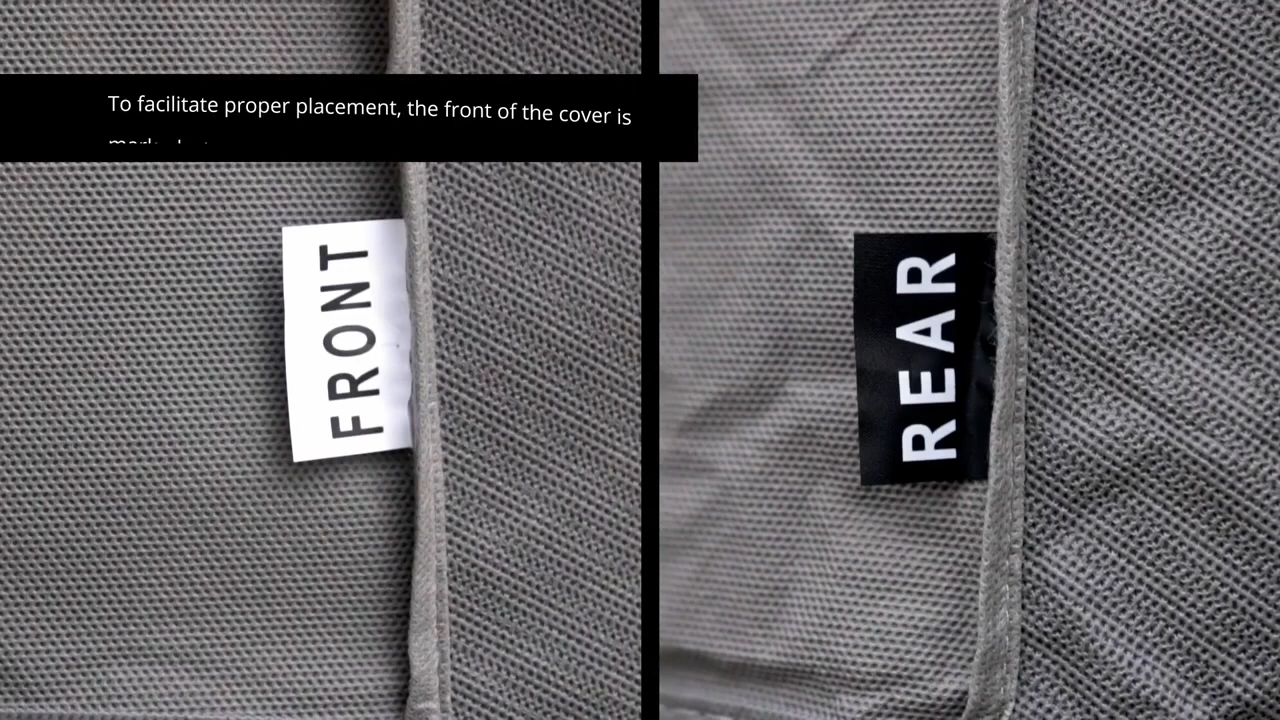 To facilitate proper placement, the front of the cover is
FRONT
REAR